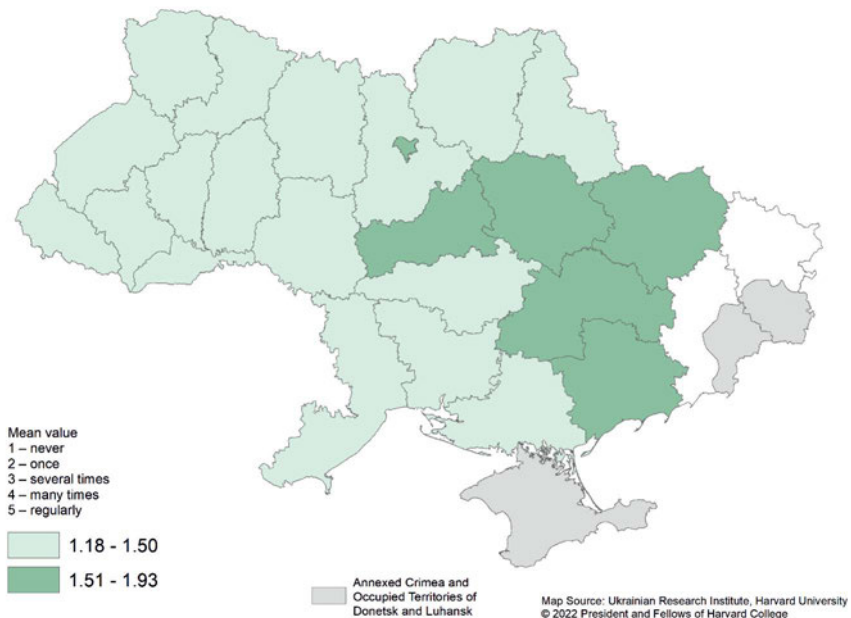 Mean value
1 – never
2 – once
3 – several times
4 – many times
5 – regularly
1.18 - 1.50
1.51 - 1.93
Annexed Crimea and
Occupied Territories of
Donetsk and Luhansk
Map Source: Ukrainian Research Institute, Harvard University
© 2022 President and Fellows of Harvard College